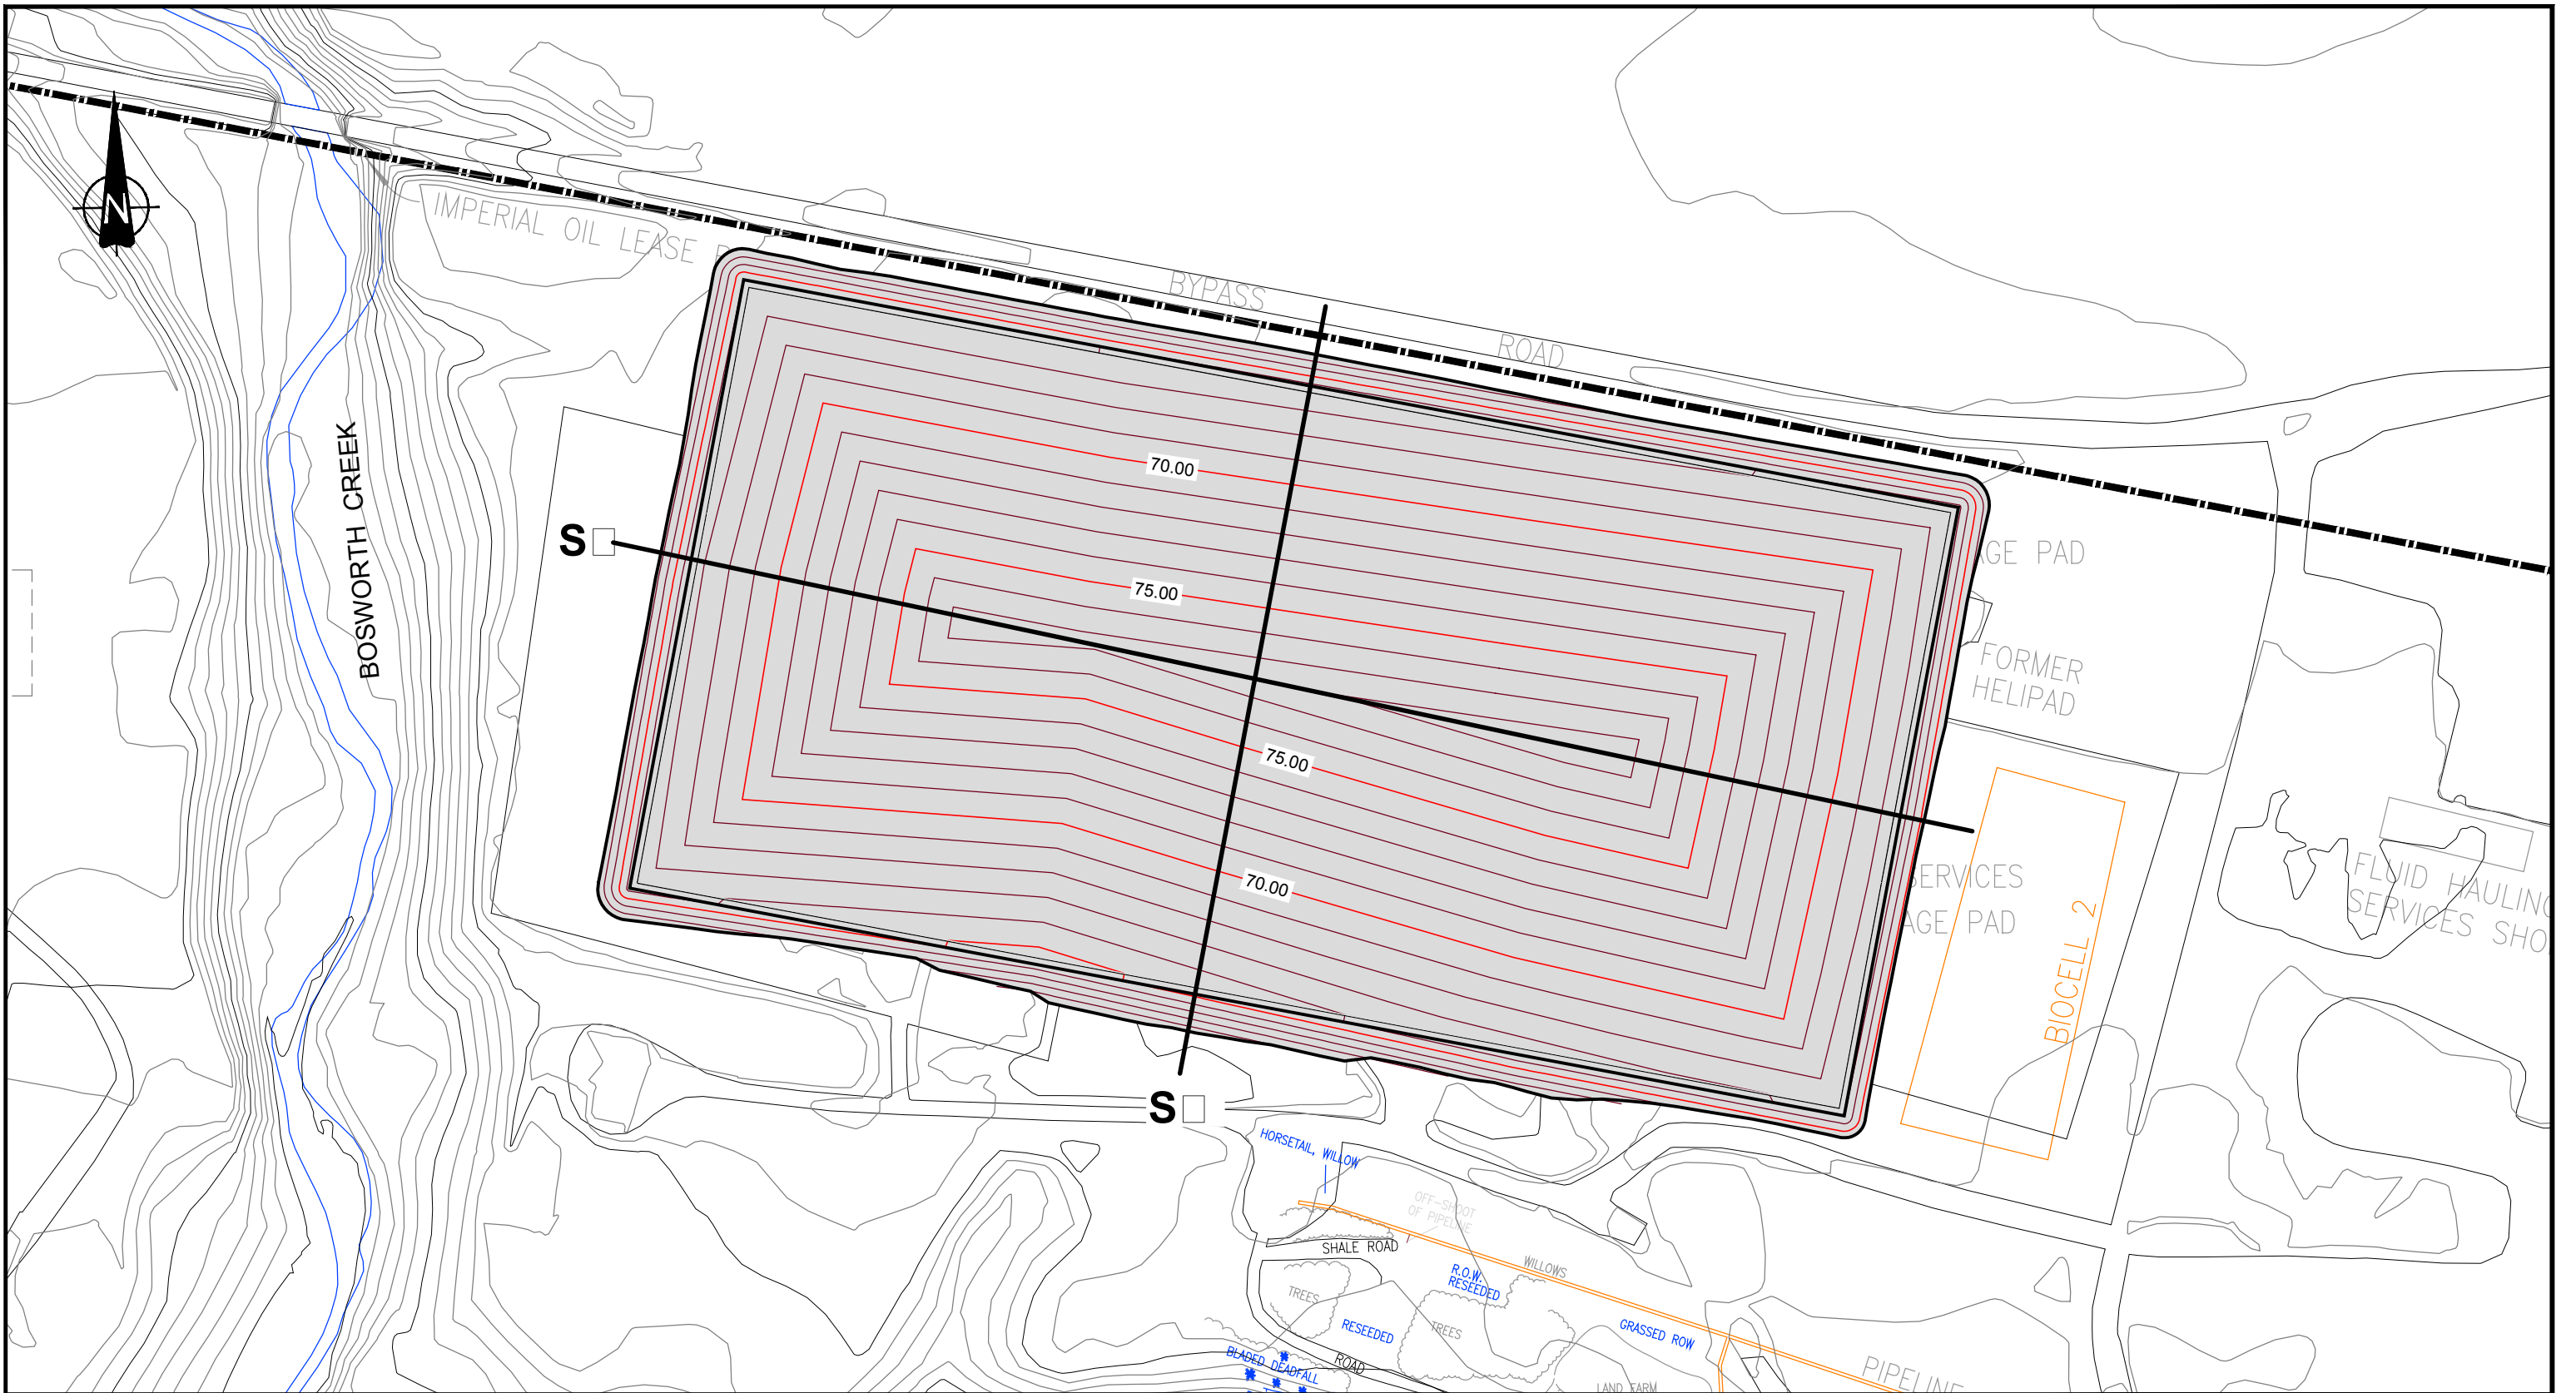 N
IMPERIAL OIL LEASE
BYPASS
ROAD
BOSWORTH CREEK
70.00
75.00
S
75.00
70.00
S
AGE PAD
FORMER
HELIPAD
SERVICES
AGE PAD
BIOCELL 2
FLUID HAULING
SERVICES SHO
HORSETAIL, WILLOW
OFF-SHOOT
OF PIPELINE
SHALE ROAD
WILLOWS
R.O.W.
RESEEDED
TREES
TREES
RESEEDED
GRASSED ROW
BLADED DEADFALL
ROAD
PIPELINE
LAND FARM